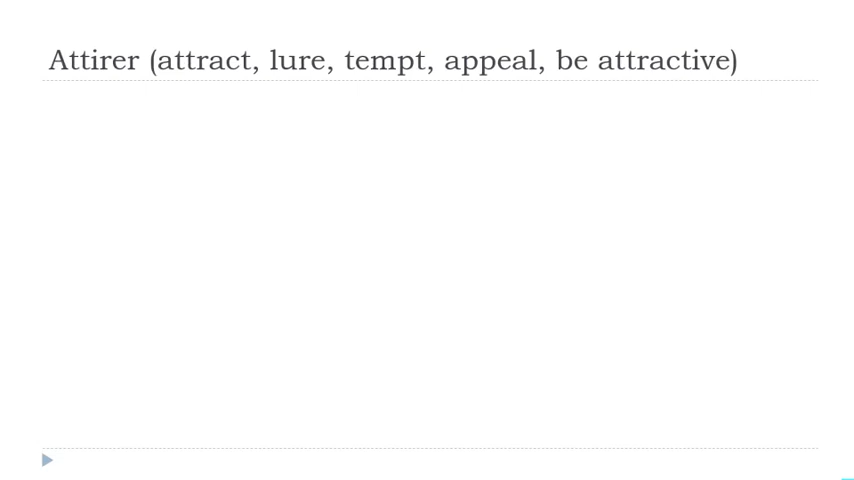 Attirer (attract, lure, tempt, appeal, be attractive)